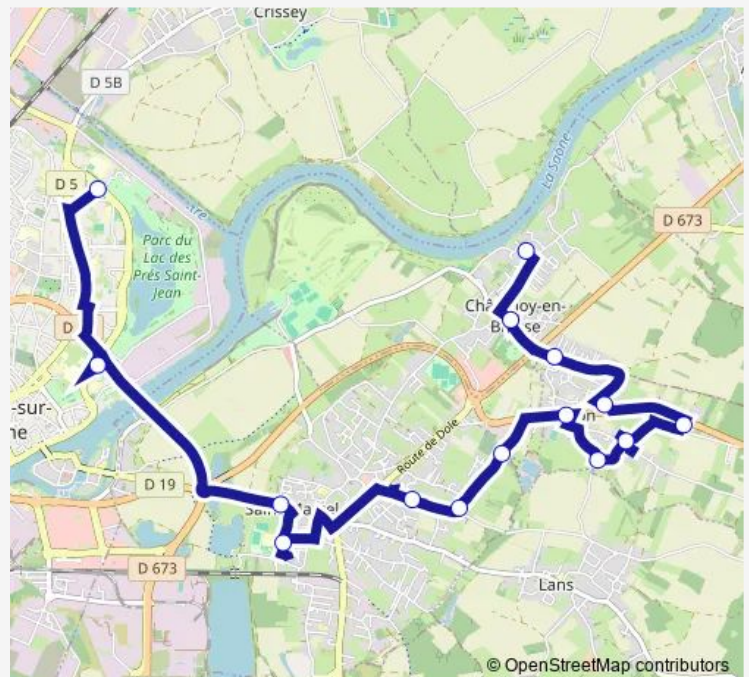 Crissey
D 5B
La Saône
D 5
D 673
Parc du
Lac des
Prés Saint-
Jean
-sur-
ne
Route de Dole
D 19
D 673
Lans
© OpenStreetMap contributors